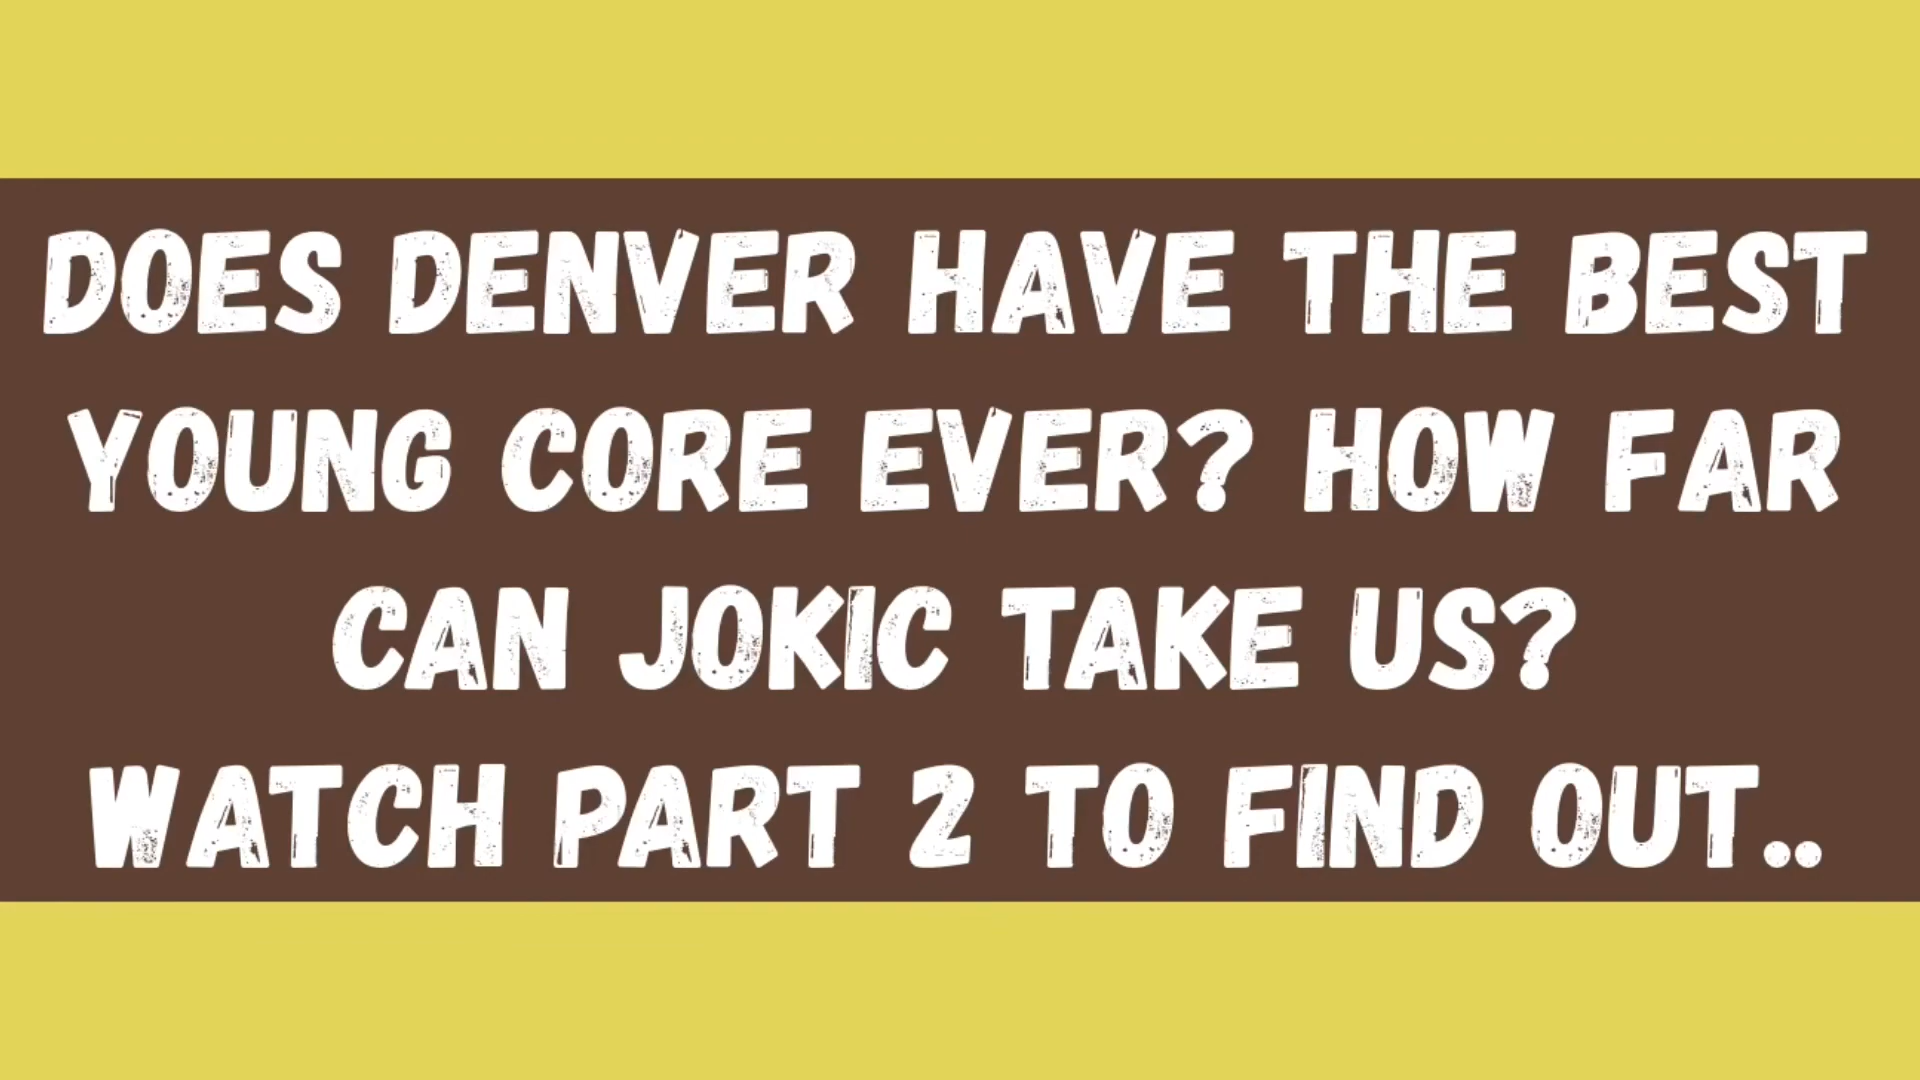 DOES DENVER HAVE THE BEST
YOUNG CORE EVER? HOW FAR
CAN JOKIC TAKE US?
WATCH PART 2 TO FIND OUT..